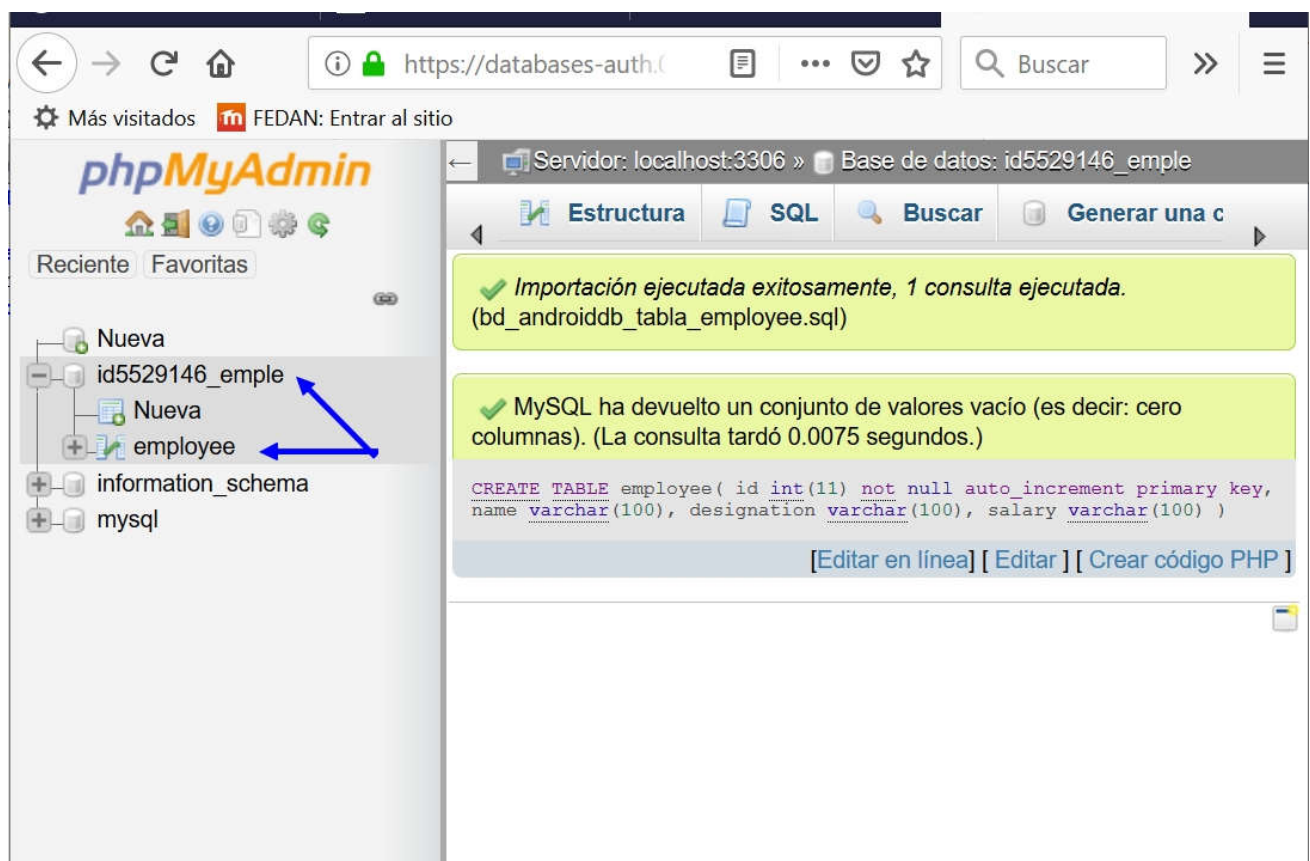 https://databases-auth.
Buscar
Más visitados
FEDAN: Entrar al sitio
phpMyAdmin
Reciente Favoritas
Nueva
id5529146_emple
Nueva
employee
information_schema
mysql
Servidor: localhost:3306 » Base de datos: id5529146_emple
Estructura SQL Buscar Generar una c
Importación ejecutada exitosamente, 1 consulta ejecutada.
(bd_androiddb_tabla_employee.sql)
MySQL ha devuelto un conjunto de valores vacío (es decir: cero
columnas). (La consulta tardó 0.0075 segundos.)
CREATE TABLE employee( id int(11) not null auto_increment primary key,
name varchar(100), designation varchar(100), salary varchar(100) )
[Editar en línea] [ Editar ] [ Crear código PHP ]